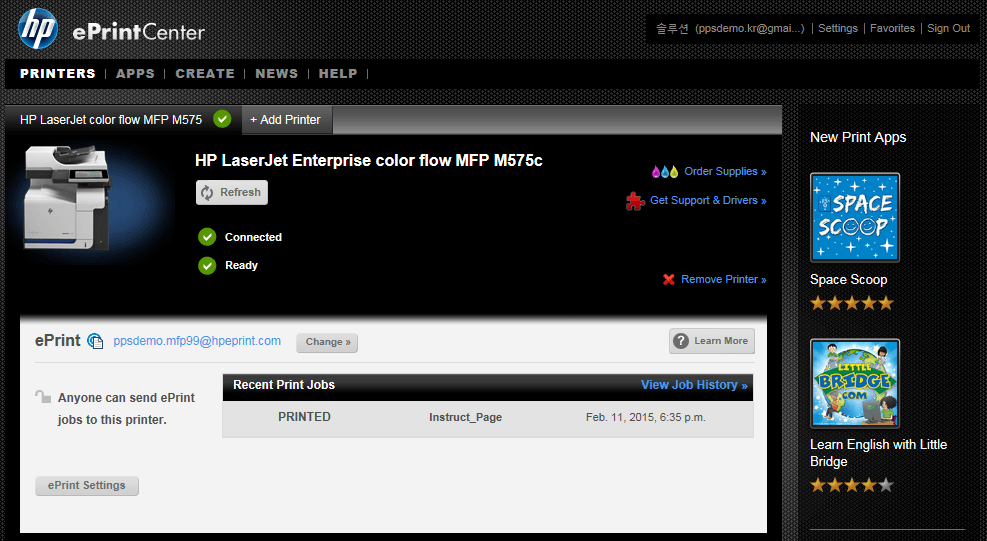 hp ePrintCenter
솔루션 (ppsdemo.kr@gmai...) | Settings | Favorites | Sign Out
PRINTERS | APPS | CREATE | NEWS | HELP |
HP LaserJet color flow MFP M575
+ Add Printer
HP LaserJet Enterprise color flow MFP M575c
Refresh
Connected
Ready
Order Supplies »
Get Support & Drivers »
Remove Printer »
ePrint ppsdemo.mfp99@hpeprint.com Change »
Learn More
Anyone can send ePrint
jobs to this printer.
Recent Print Jobs View Job History »
PRINTED Instruct_Page Feb. 11, 2015, 6:35 p.m.
ePrint Settings
New Print Apps
SPACE
SCOOP
Space Scoop
LITTLE
BRIDGE
.COM
Learn English with Little
Bridge